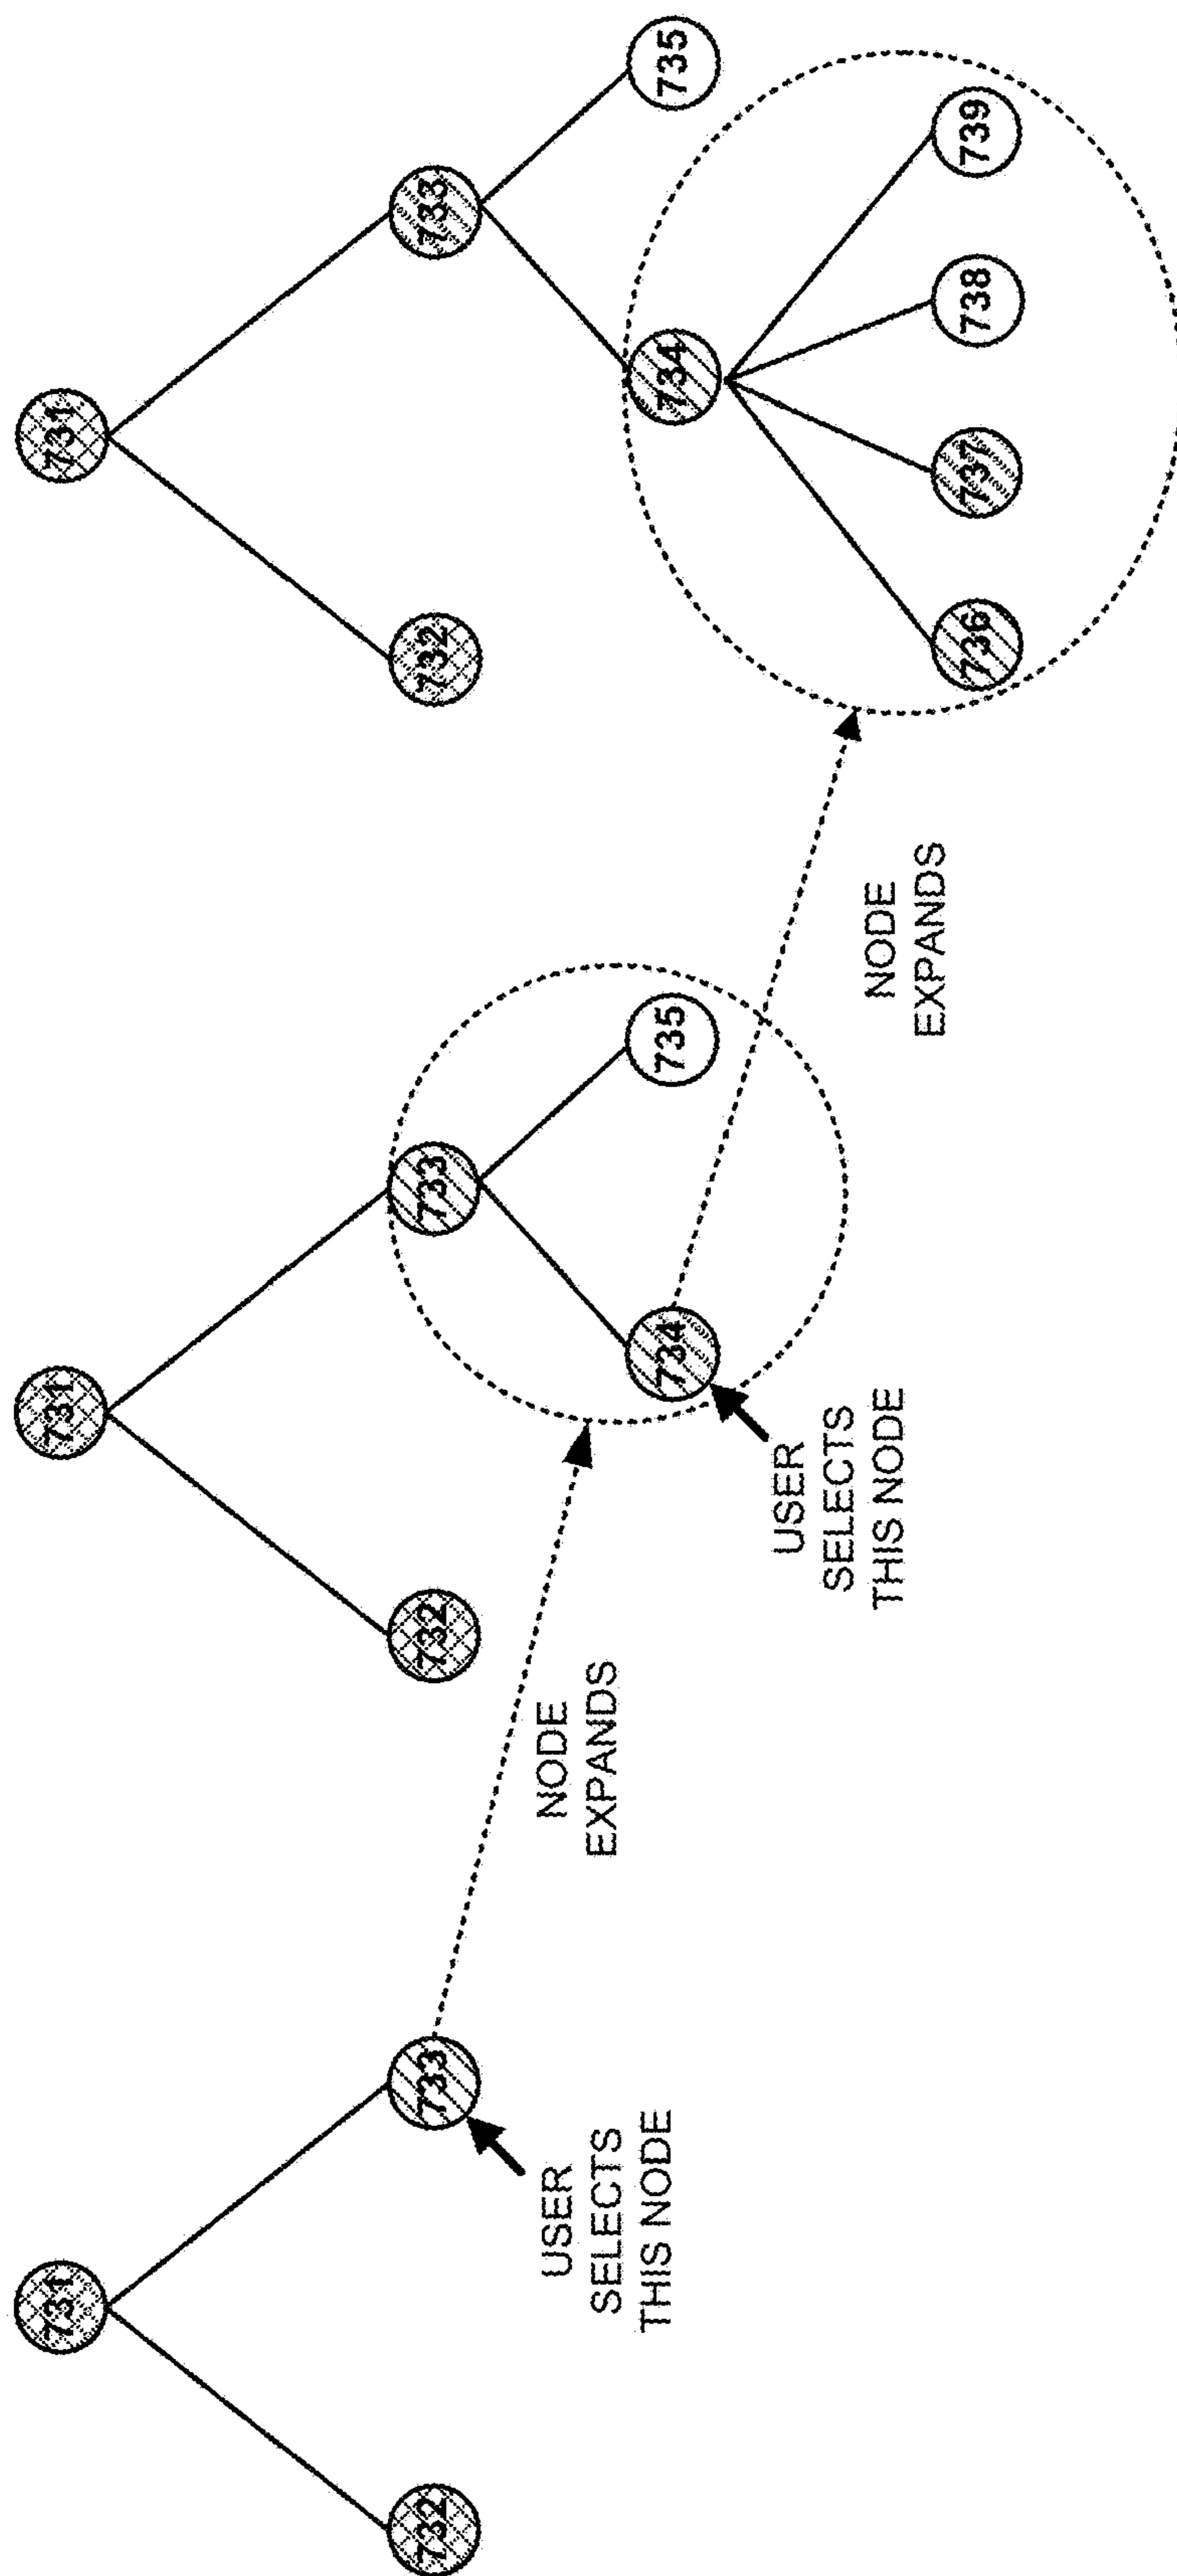 731
732
733
USER
SELECTS
THIS NODE
NODE
EXPANDS
731
732
733
734
735
USER
SELECTS
THIS NODE
NODE
EXPANDS
731
732
733
734
735
736
737
738
739